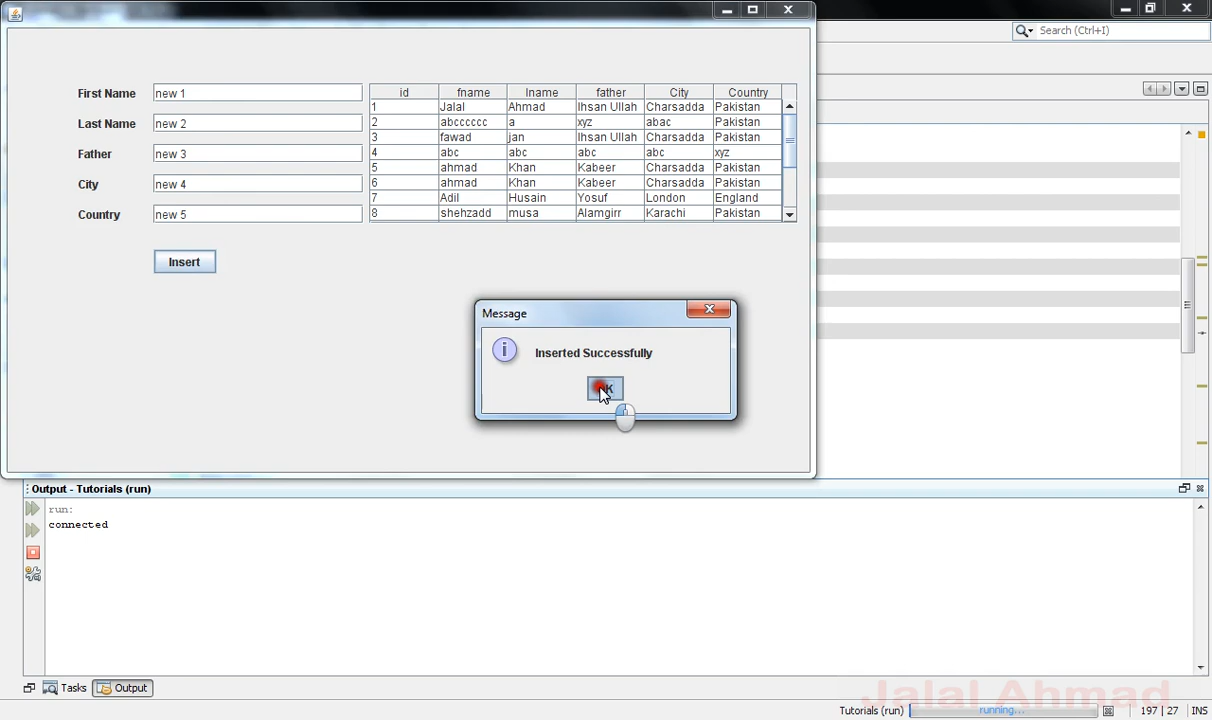 Search (Ctrl+I)
First Name new 1
Last Name new 2
Father new 3
City new 4
Country new 5
Insert
id fname lname father City Country
1 Jalal Ahmad Ihsan Ullah Charsadda Pakistan
2 abcccccc a xyz abac Pakistan
3 fawad jan Ihsan Ullah Charsadda Pakistan
4 abc abc abc abc xyz
5 ahmad Khan Kabeer Charsadda Pakistan
6 ahmad Khan Kabeer Charsadda Pakistan
7 Adil Husain Yosuf London England
8 shehzadd musa Alamgirr Karachi Pakistan
Message
Inserted Successfully
Output - Tutorials (run)
run:
connected
Tasks Output
Jalal Ahmad
Tutorials (run) running... 197 | 27 INS